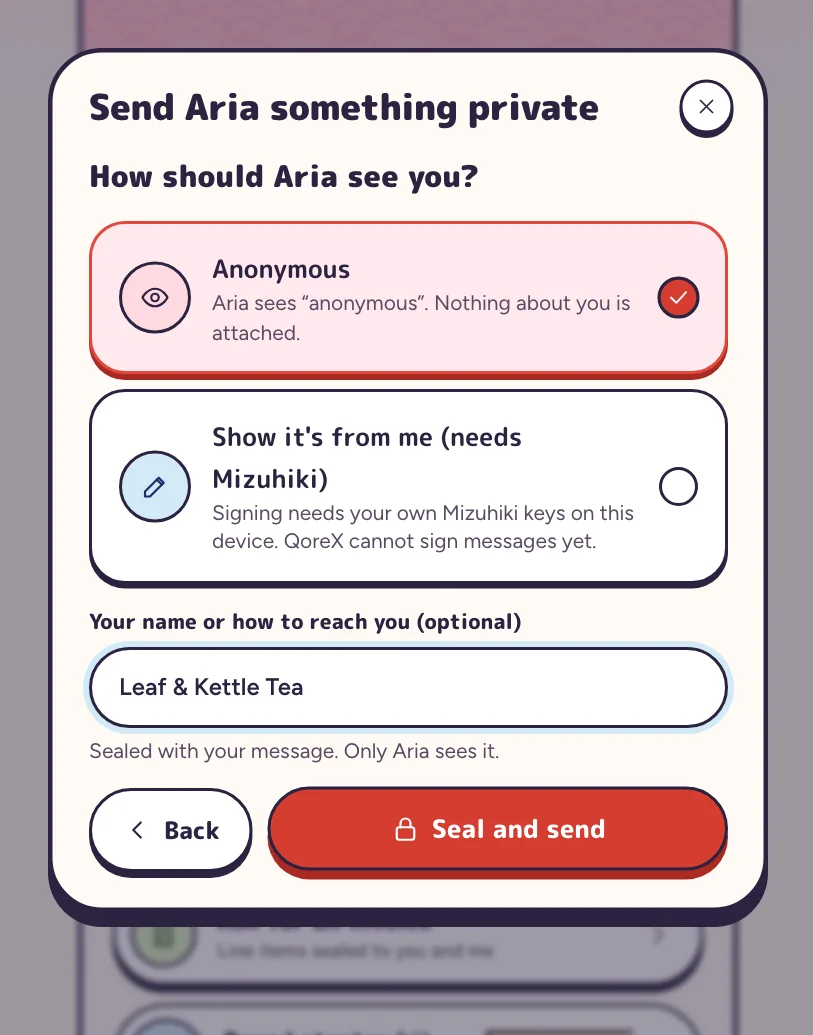 Send Aria something private
How should Aria see you?
Anonymous
Aria sees “anonymous”. Nothing about you is
attached.
Show it's from me (needs
Mizuhiki)
Signing needs your own Mizuhiki keys on this
device. QoreX cannot sign messages yet.
Your name or how to reach you (optional)
Leaf & Kettle Tea
Sealed with your message. Only Aria sees it.
Back
Seal and send
Line items sealed to you and me